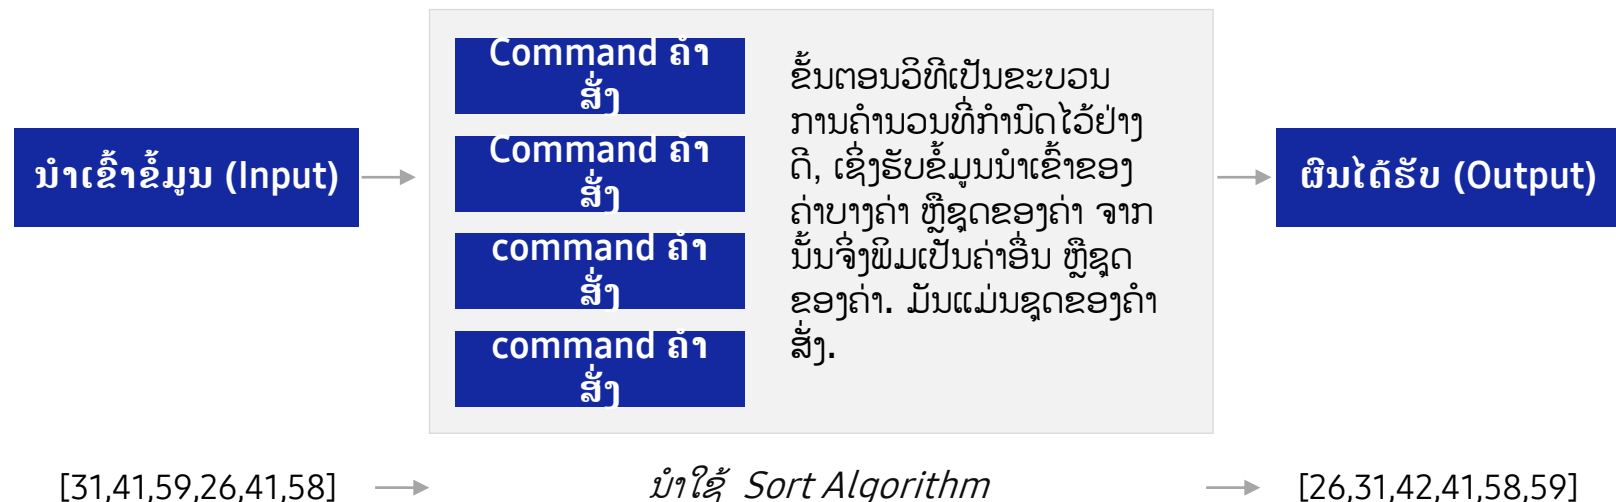 ນຳເຂົ້າຂໍ້ມູນ (Input)
Command ຄຳ
ສັ່ງ
Command ຄຳ
ສັ່ງ
command ຄຳ
ສັ່ງ
command ຄຳ
ສັ່ງ
ຂັ້ນຕອນວິທີເປັນຂະບວນ
ການຄຳນວນທີ່ກຳນົດໄວ້ຢ່າງ
ດີ, ເຊິ່ງຮັບຂໍ້ມູນນຳເຂົ້າຂອງ
ຄ່າບາງຄ່າ ຫຼືຊຸດຂອງຄ່າ ຈາກ
ນັ້ນຈິ່ງພິມເປັນຄ່າອື່ນ ຫຼືຊຸດ
ຂອງຄ່າ. ມັນແມ່ນຊຸດຂອງຄຳ
ສັ່ງ.
ຜົນໄດ້ຮັບ (Output)
[31,41,59,26,41,58]
ນຳໃຊ້ Sort Algorithm
[26,31,42,41,58,59]